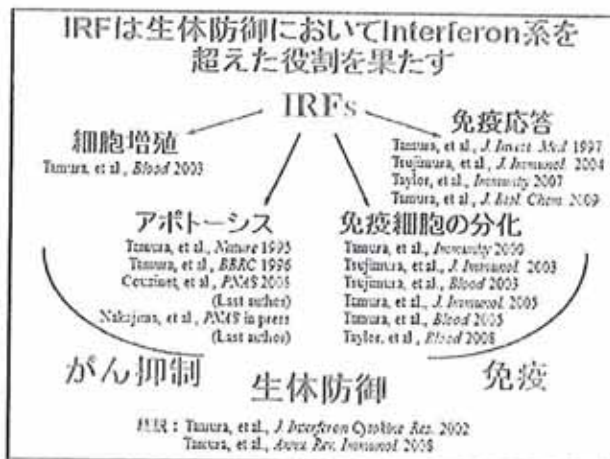 IRFは生体防御においてInterferon系を
超えた役割を果たす
IRFs
細胞増殖
Tamura, et al., Blood 2003
免疫応答
Tamura, et al., J. Invest. Med. 1997
Tsujimura, et al., J. Immunol. 2004
Taylor, et al., Immunity 2007
Tamura, et al., J. Biol. Chem. 2009
アポトーシス
Tamura, et al., Nature 1995
Tamura, et al., BBRC 1996
Couzinet, et al., PNAS 2008
(Last author)
Nakajima, et al., PNAS in press
(Last author)
免疫細胞の分化
Tamura, et al., Immunity 2000
Tsujimura, et al., J. Immunol. 2003
Tsujimura, et al., Blood 2003
Tamura, et al., J. Immunol. 2005
Tamura, et al., Blood 2005
Taylor, et al., Blood 2008
がん抑制
生体防御
免疫
総説：Tamura, et al., J. Interferon Cytokine Res. 2002
Tamura, et al., Annu. Rev. Immunol. 2008